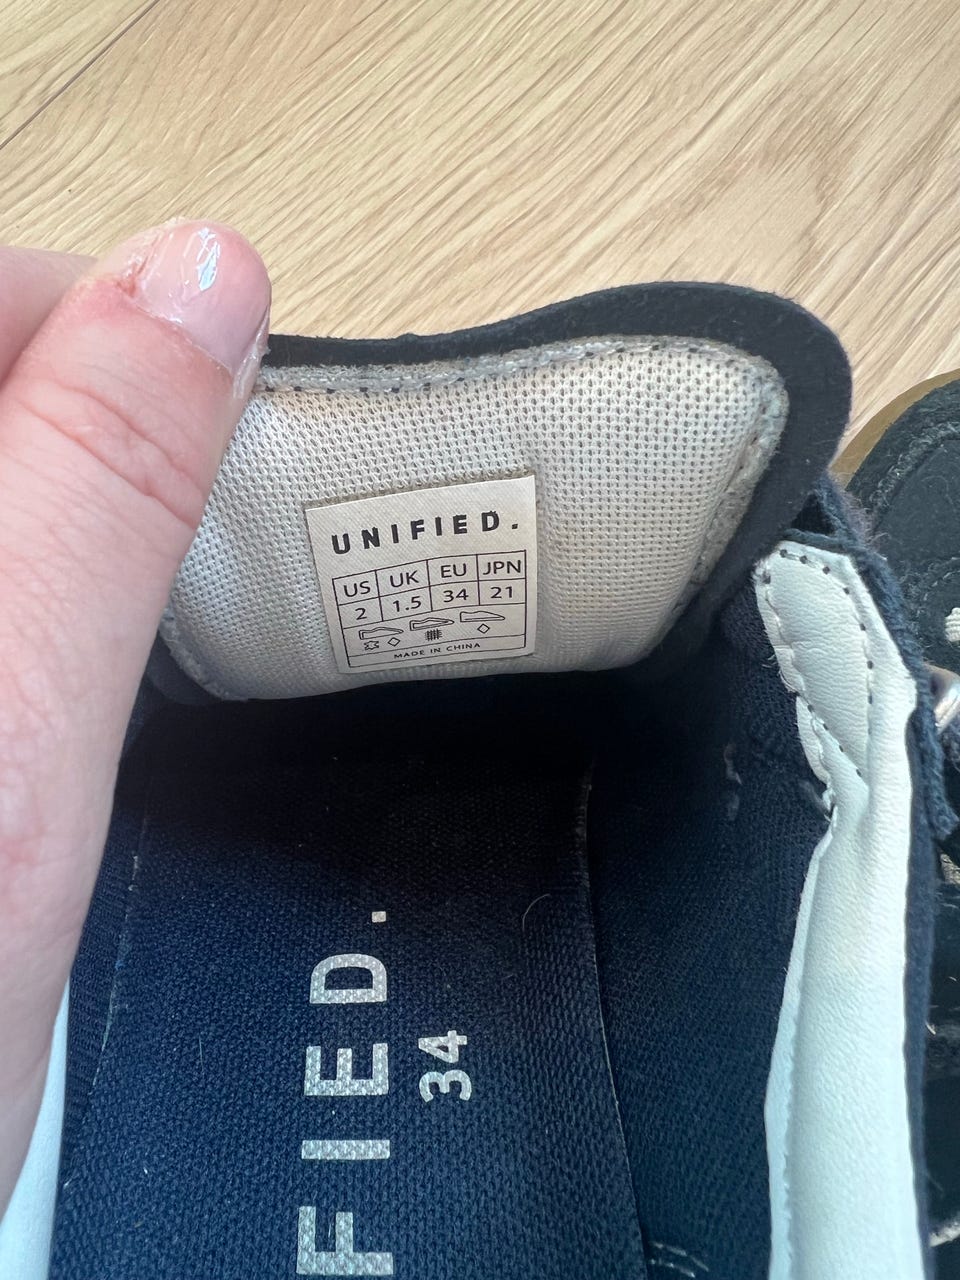 UNIFIED.
US UK EU JPN
2 1.5 34 21
MADE IN CHINA
FIED.
34